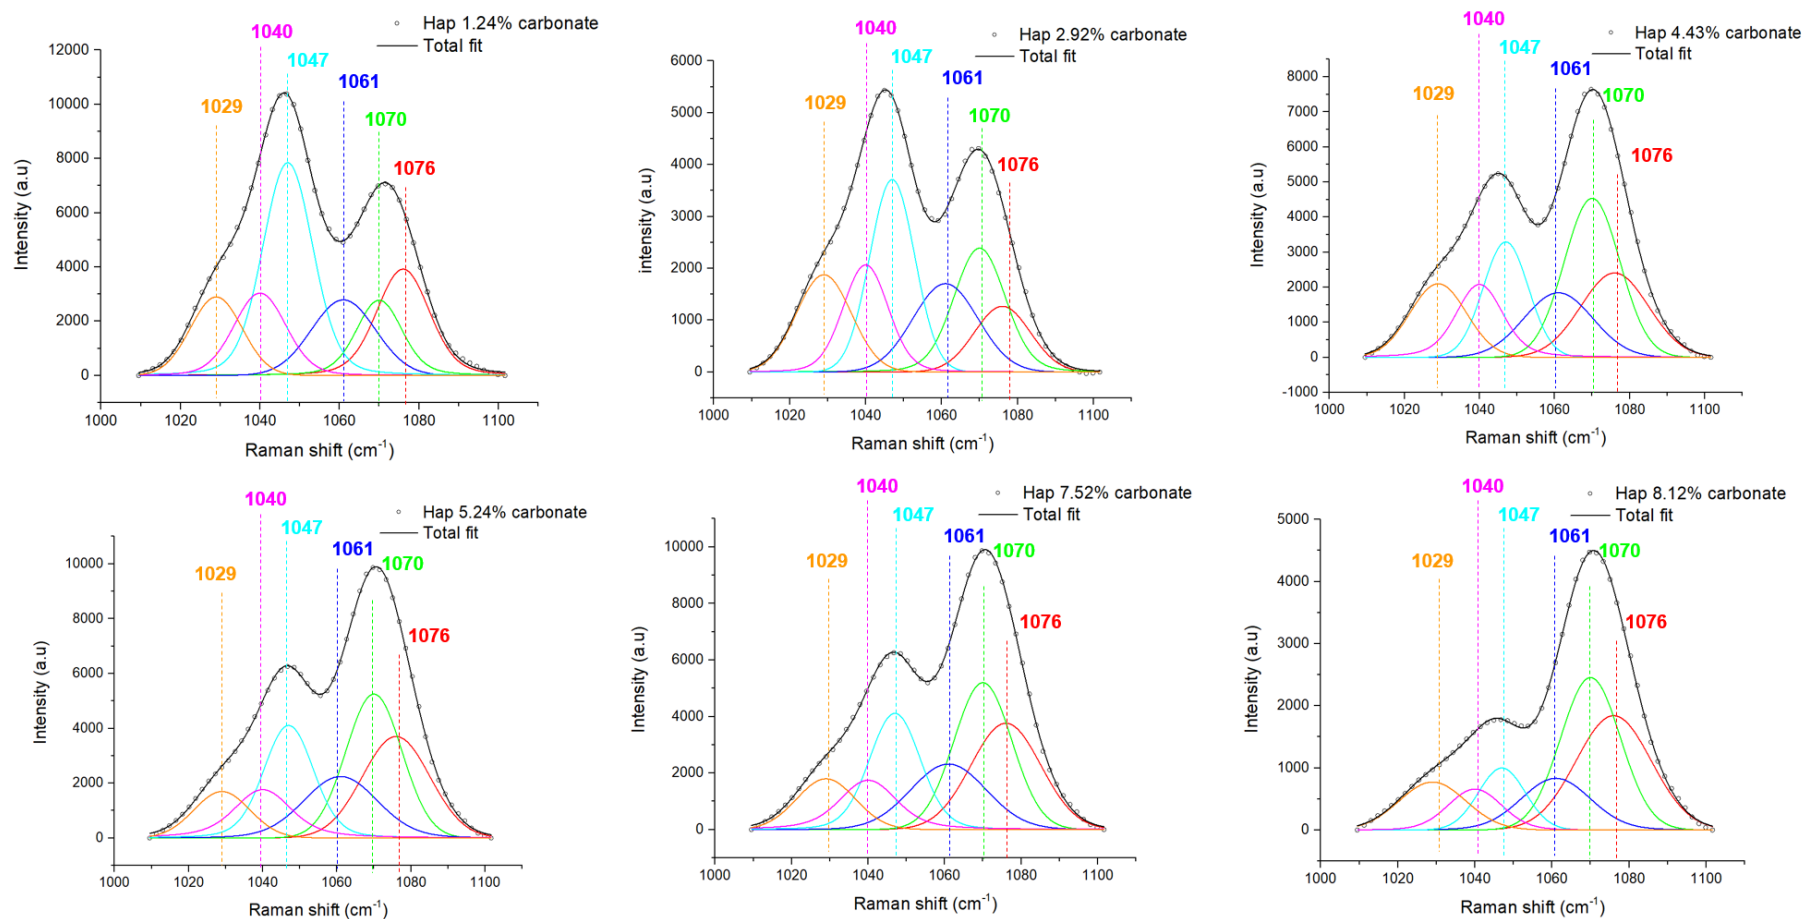 Hap 1.24% carbonate
Total fit
1040
1047
1061
1029
1070
1076
12000
10000
8000
6000
4000
2000
0
Intensity (a.u)
1000 1020 1040 1060 1080 1100
Raman shift (cm-1)
Hap 2.92% carbonate
Total fit
1040
1047
1061
1029
1070
1076
6000
5000
4000
3000
2000
1000
0
intensity (a.u)
1000 1020 1040 1060 1080 1100
Raman shift (cm-1)
Hap 4.43% carbonate
Total fit
1040
1047
1061
1029
1070
1076
8000
7000
6000
5000
4000
3000
2000
1000
0
-1000
Intensity (a.u)
1000 1020 1040 1060 1080 1100
Raman shift (cm-1)
Hap 5.24% carbonate
Total fit
1040
1047
1061
1070
1029
1076
10000
8000
6000
4000
2000
0
Intensity (a.u)
1000 1020 1040 1060 1080 1100
Raman shift (cm-1)
Hap 7.52% carbonate
Total fit
1040
1047
1061
1070
1029
1076
10000
8000
6000
4000
2000
0
Intensity (a.u)
1000 1020 1040 1060 1080 1100
Raman shift (cm-1)
Hap 8.12% carbonate
Total fit
1040
1047
1061
1070
1029
1076
5000
4000
3000
2000
1000
0
Intensity (a.u)
1000 1020 1040 1060 1080 1100
Raman shift (cm-1)